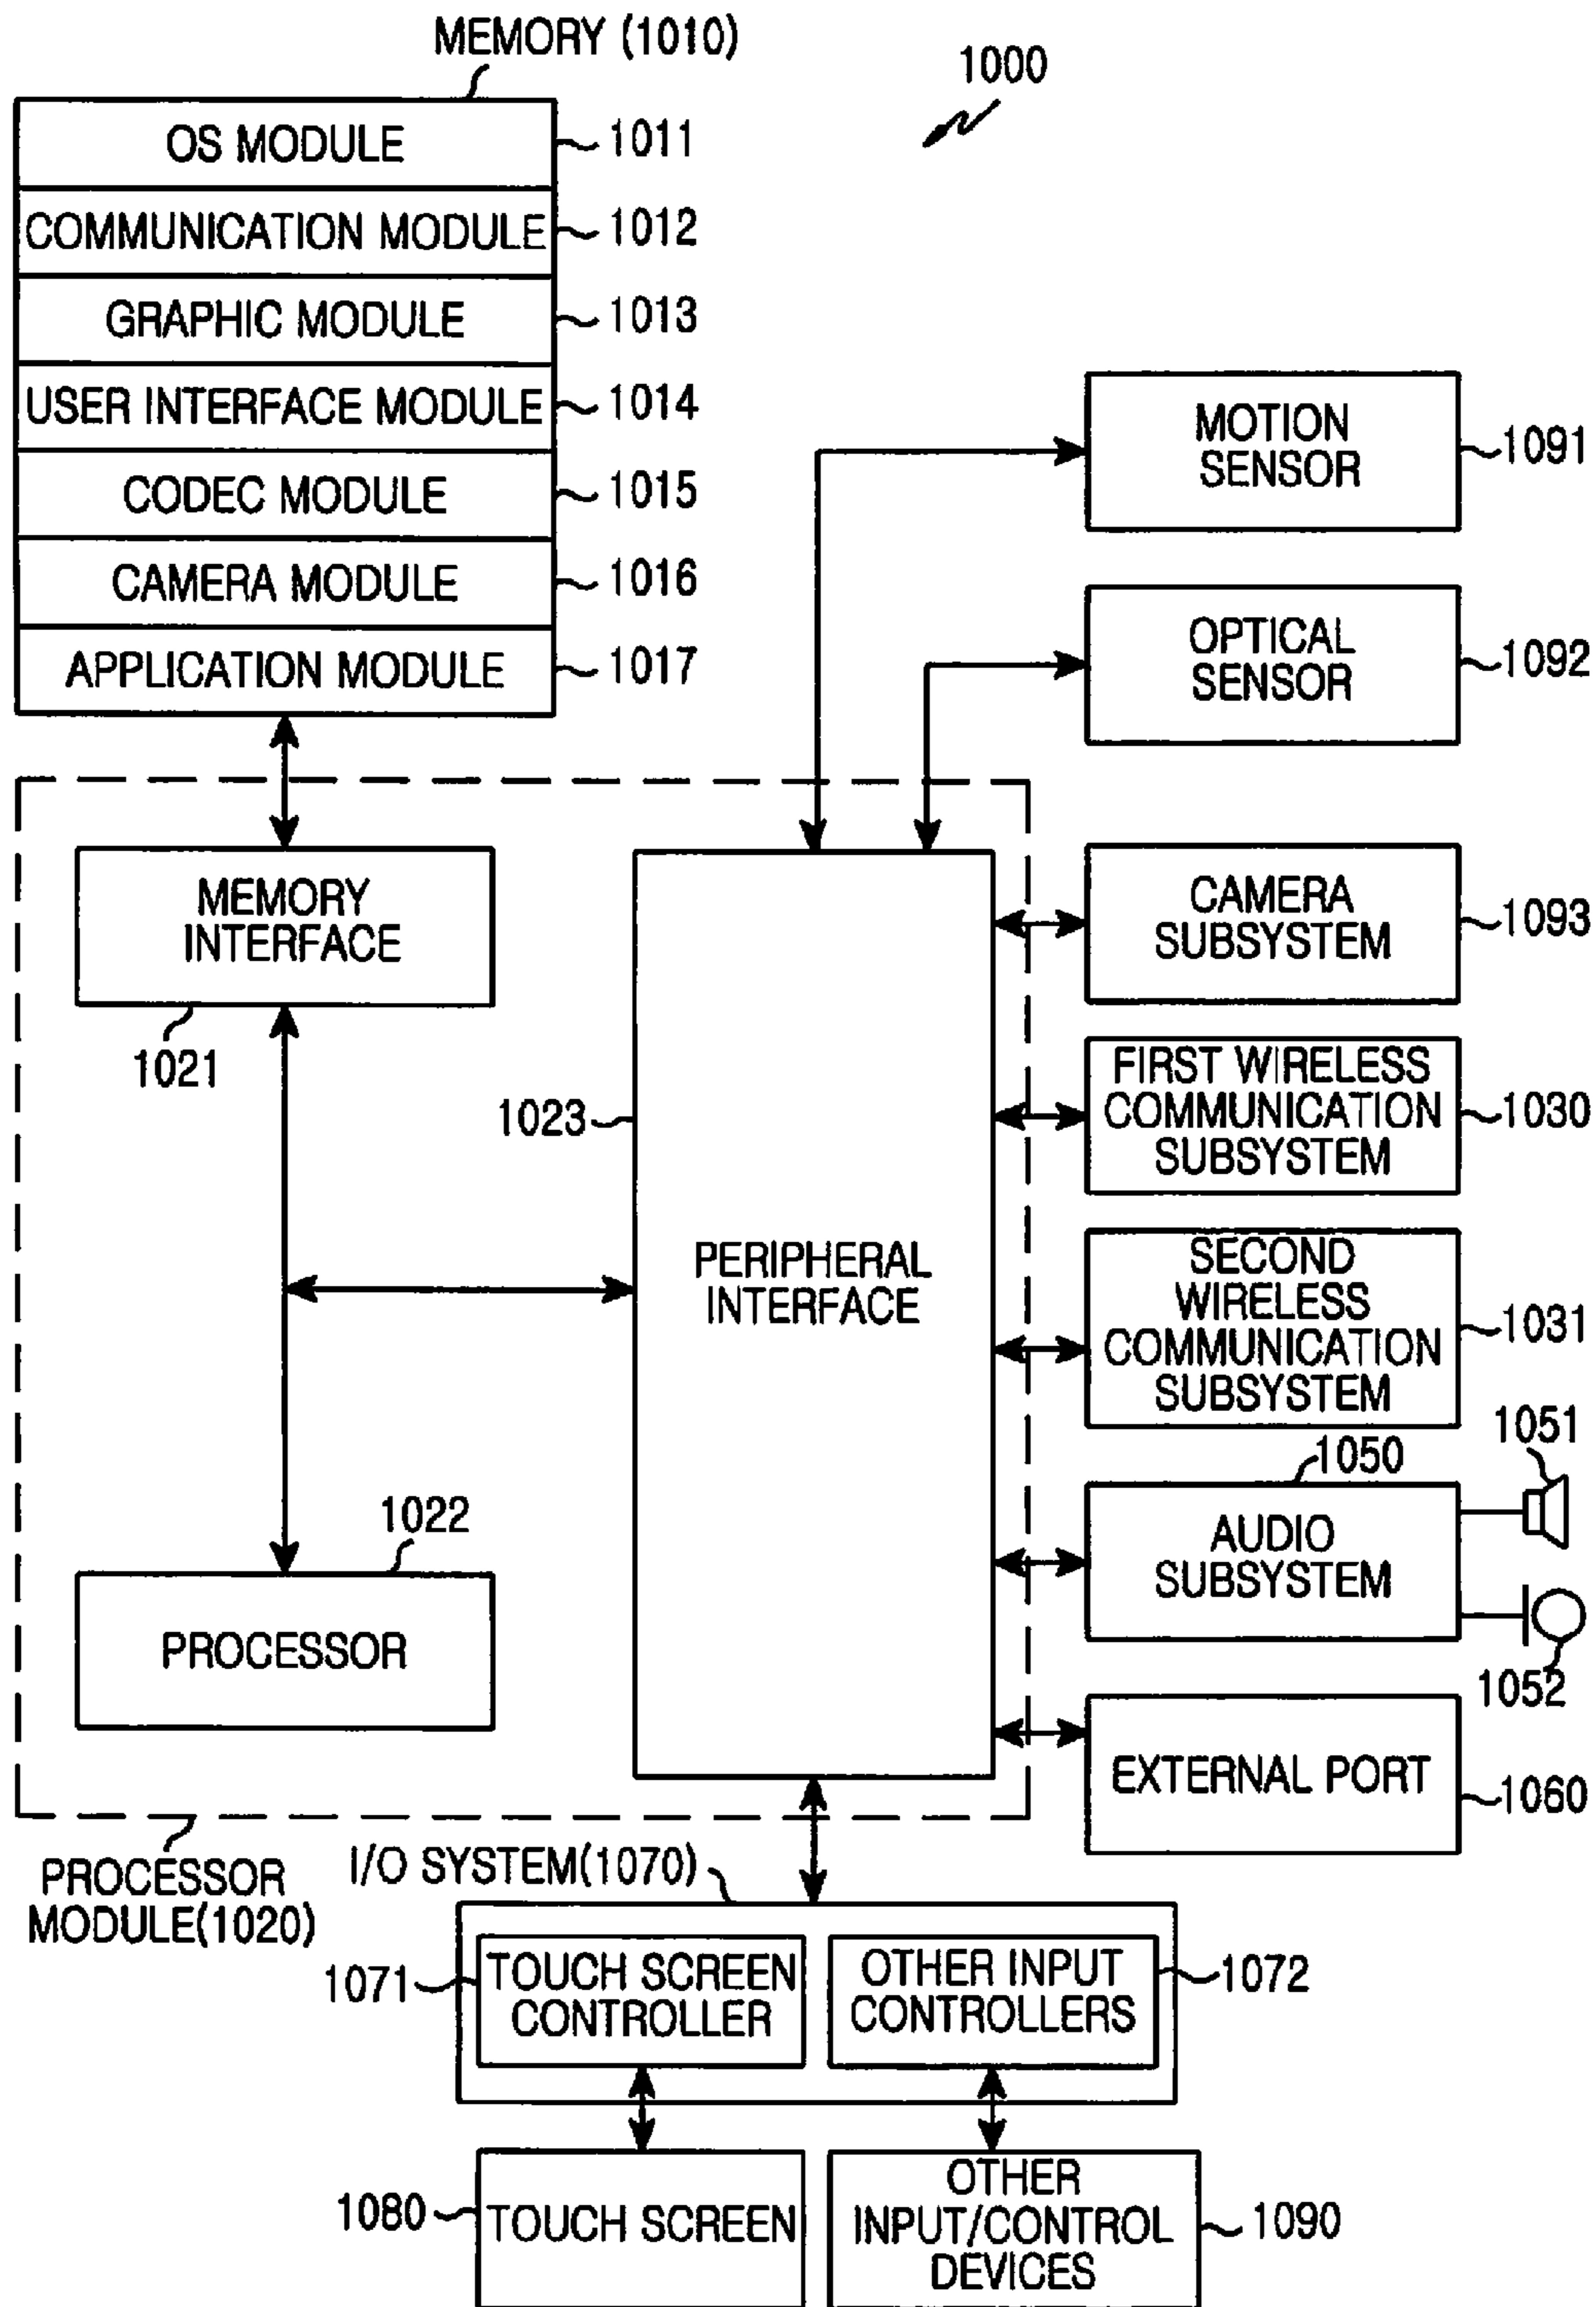 MEMORY (1010)
1000
OS MODULE
1011
COMMUNICATION MODULE
1012
GRAPHIC MODULE
1013
USER INTERFACE MODULE
1014
CODEC MODULE
1015
CAMERA MODULE
1016
APPLICATION MODULE
1017
MOTION
SENSOR
1091
OPTICAL
SENSOR
1092
MEMORY
INTERFACE
1021
CAMERA
SUBSYSTEM
1093
1023
FIRST WIRELESS
COMMUNICATION
SUBSYSTEM
1030
PERIPHERAL
INTERFACE
SECOND
WIRELESS
COMMUNICATION
SUBSYSTEM
1031
1022
PROCESSOR
1050
1051
AUDIO
SUBSYSTEM
1052
EXTERNAL PORT
1060
PROCESSOR
MODULE(1020)
I/O SYSTEM(1070)
1071
TOUCH SCREEN
CONTROLLER
OTHER INPUT
CONTROLLERS
1072
1080
TOUCH SCREEN
OTHER
INPUT/CONTROL
DEVICES
1090